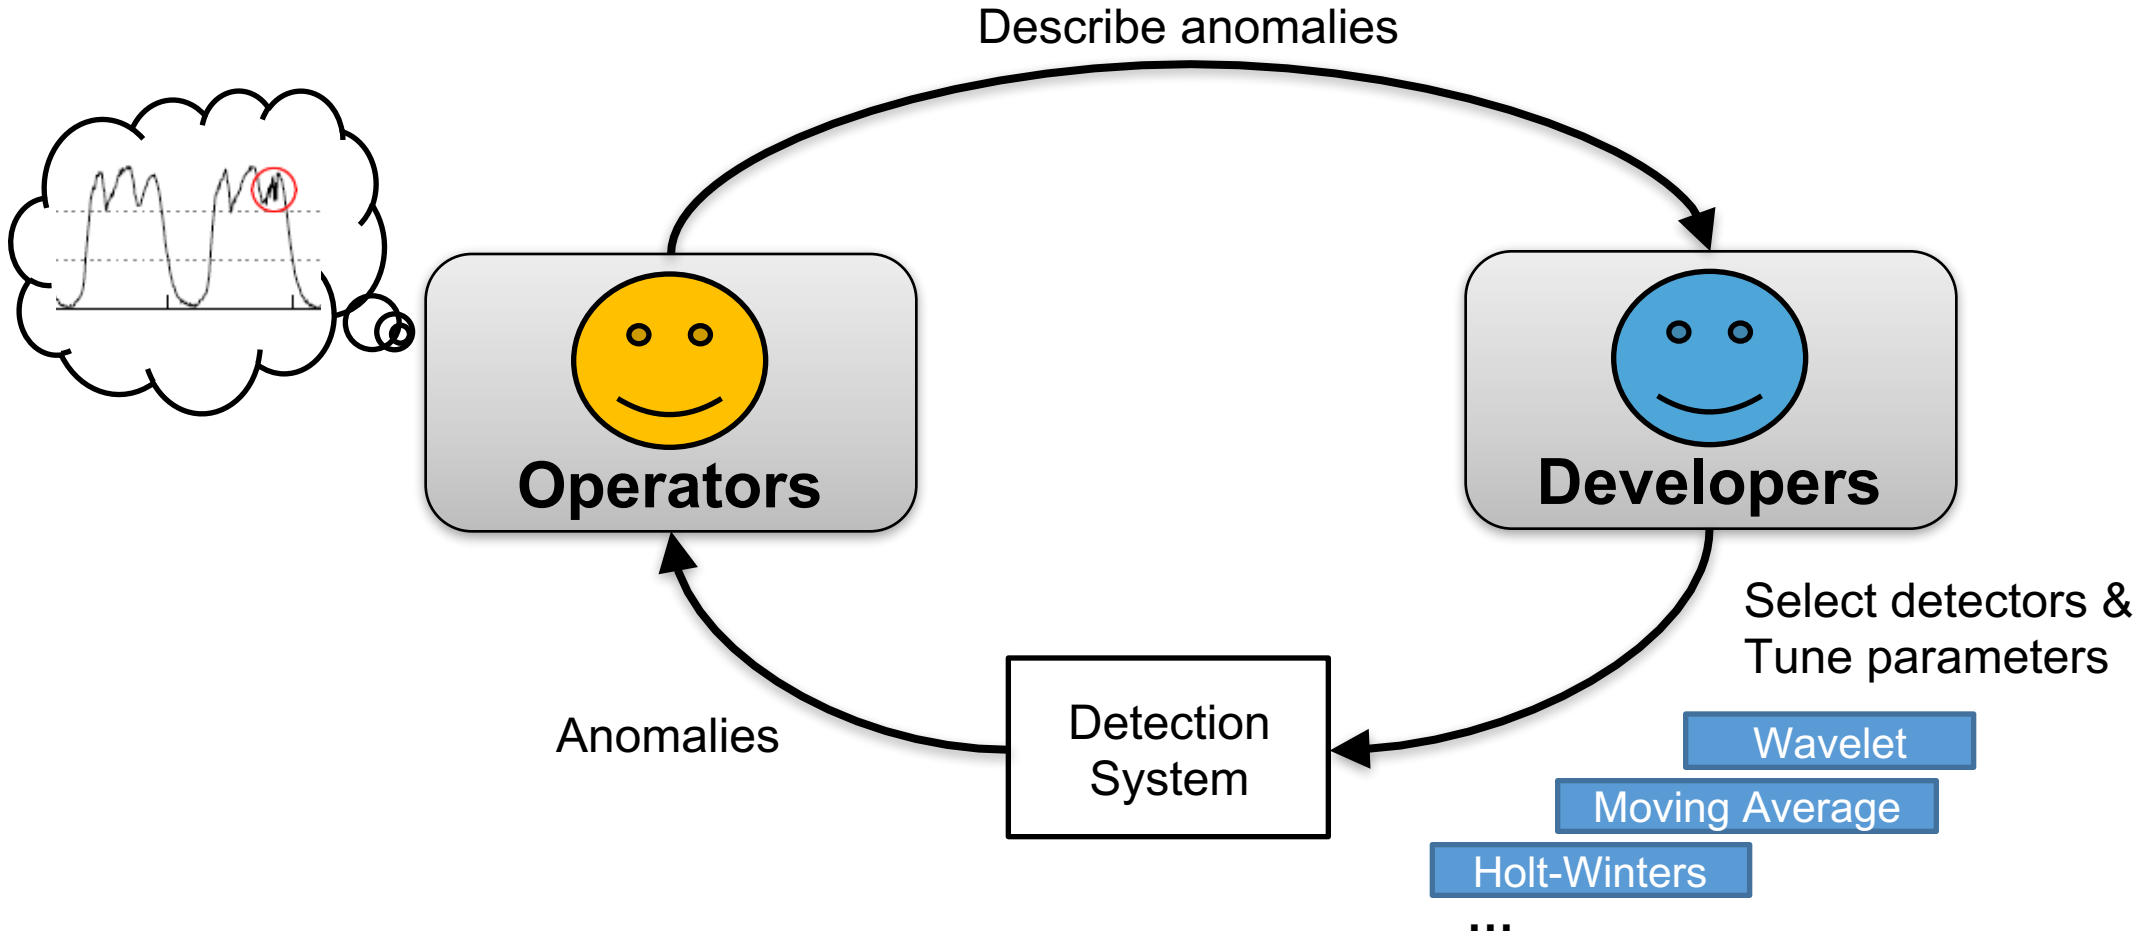 Describe anomalies
Operators
Developers
Select detectors &
Tune parameters
Anomalies
Detection
System
Wavelet
Moving Average
Holt-Winters
...